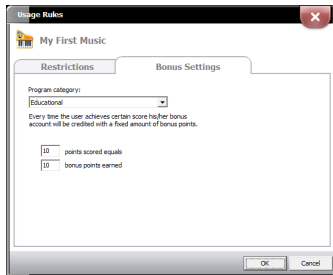 Usage Rules
My First Music
Restrictions
Bonus Settings
Program category:
Educational
Every time the user achieves certain score his/her bonus
account will be credited with a fixed amount of bonus points.
10 points scored equals
10 bonus points earned
OK
Cancel